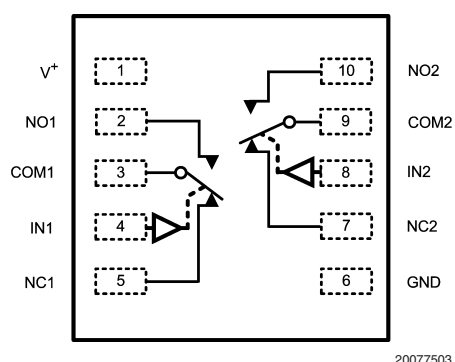 V+ 1 10 NO2
NO1 2 9 COM2
COM1 3 8 IN2
IN1 4 7 NC2
NC1 5 6 GND
20077503